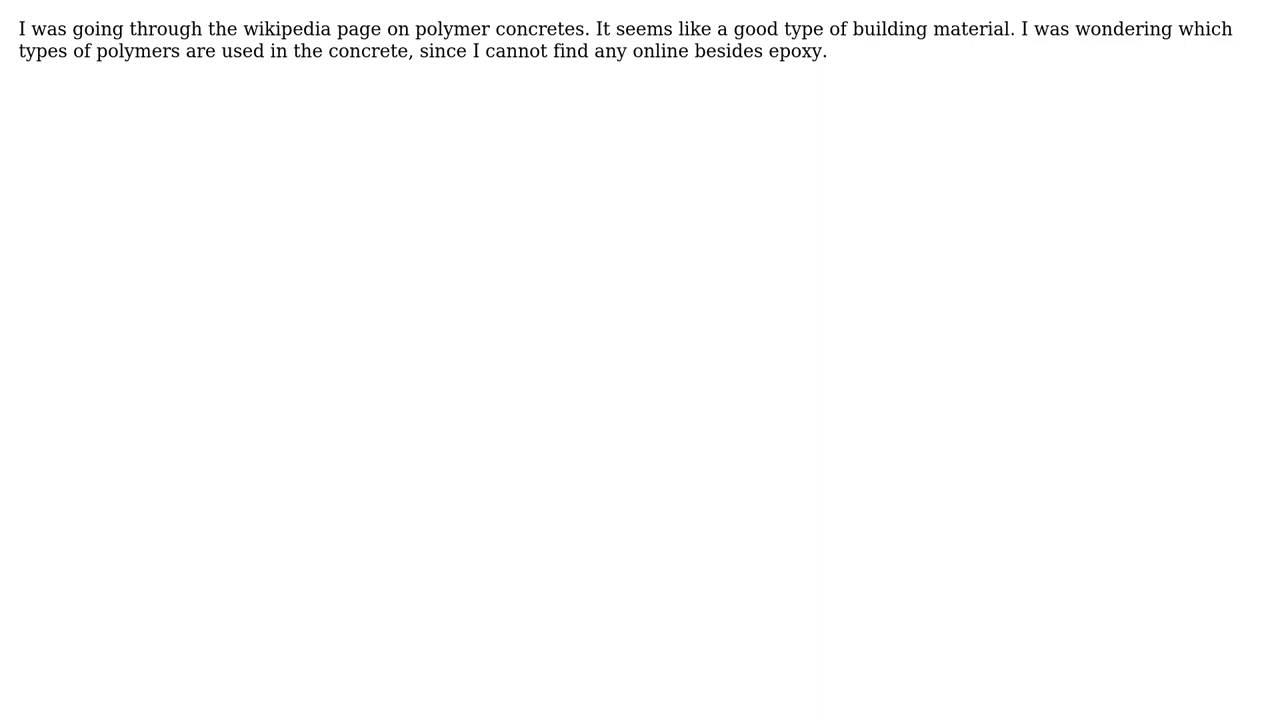 I was going through the wikipedia page on polymer concretes. It seems like a good type of building material. I was wondering which
types of polymers are used in the concrete, since I cannot find any online besides epoxy.